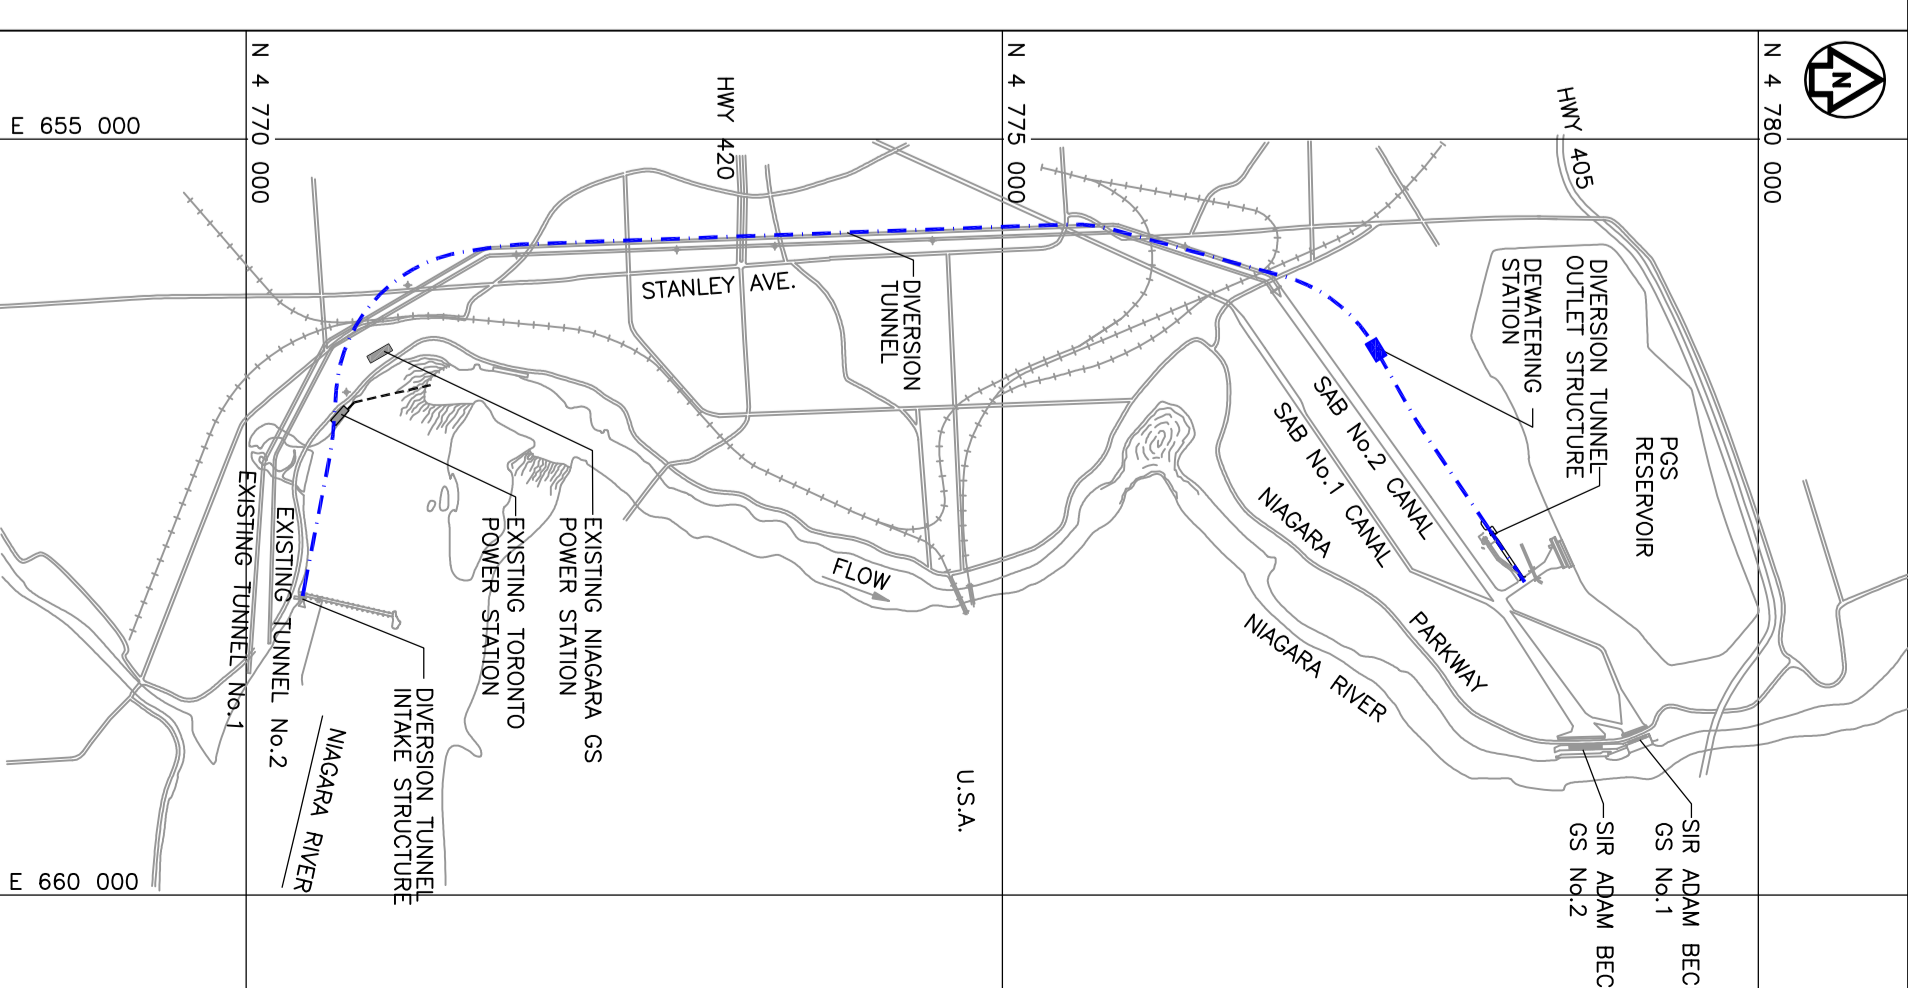 N
N 4 770 000
N 4 775 000
N 4 780 000
E 655 000
E 660 000
HWY 420
HWY 405
STANLEY AVE.
DIVERSION
TUNNEL
DEWATERING
STATION
DIVERSION TUNNEL
OUTLET STRUCTURE
PGS
RESERVOIR
SAB No.2 CANAL
SAB No.1 CANAL
NIAGARA PARKWAY
NIAGARA RIVER
FLOW
EXISTING NIAGARA GS
POWER STATION
EXISTING TORONTO
POWER STATION
EXISTING TUNNEL No.1
EXISTING TUNNEL No.2
DIVERSION TUNNEL
INTAKE STRUCTURE
NIAGARA RIVER
U.S.A.
SIR ADAM BEC
GS No.1
SIR ADAM BEC
GS No.2